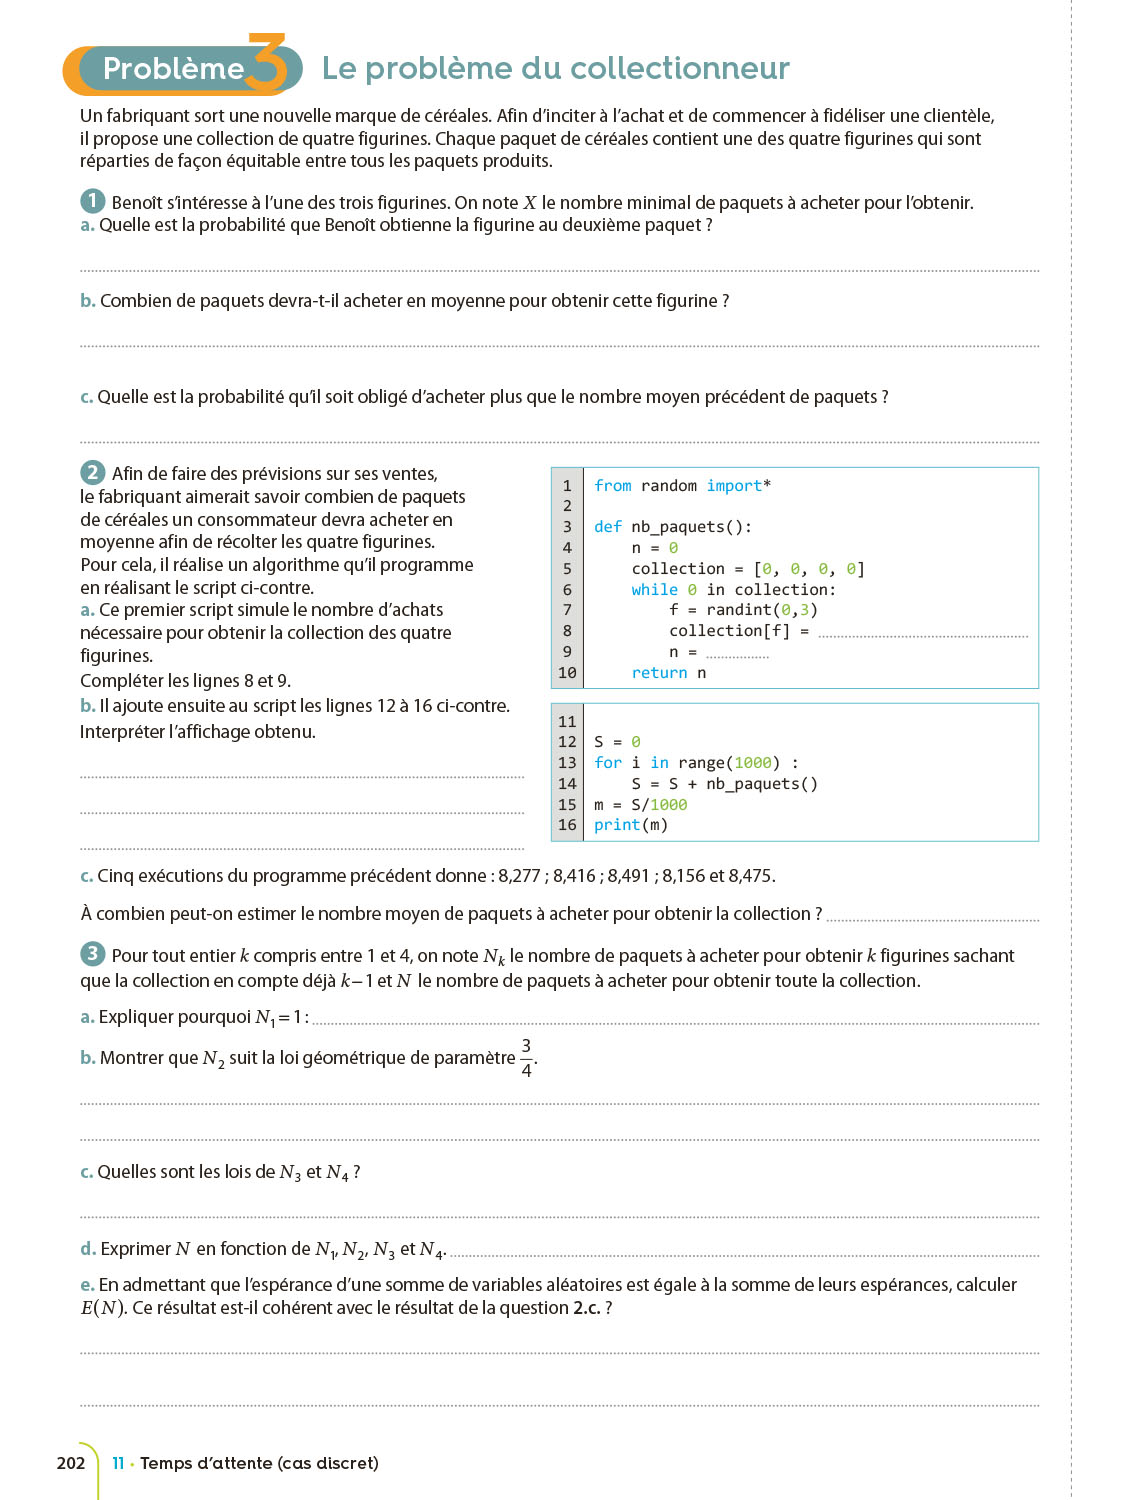 Problème 3 Le problème du collectionneur
Un fabriquant sort une nouvelle marque de céréales. Afin d'inciter à l'achat et de commencer à fidéliser une clientèle,
il propose une collection de quatre figurines. Chaque paquet de céréales contient une des quatre figurines qui sont
réparties de façon équitable entre tous les paquets produits.
1 Benoît s'intéresse à l'une des trois figurines. On note X le nombre minimal de paquets à acheter pour l'obtenir.
a. Quelle est la probabilité que Benoît obtienne la figurine au deuxième paquet ?
b. Combien de paquets devra-t-il acheter en moyenne pour obtenir cette figurine ?
c. Quelle est la probabilité qu'il soit obligé d'acheter plus que le nombre moyen précédent de paquets ?
2 Afin de faire des prévisions sur ses ventes,
le fabriquant aimerait savoir combien de paquets
de céréales un consommateur devra acheter en
moyenne afin de récolter les quatre figurines.
Pour cela, il réalise un algorithme qu'il programme
en réalisant le script ci-contre.
a. Ce premier script simule le nombre d'achats
nécessaire pour obtenir la collection des quatre
figurines.
Compléter les lignes 8 et 9.
b. Il ajoute ensuite au script les lignes 12 à 16 ci-contre.
Interpréter l'affichage obtenu.
1 from random import*
2
3 def nb_paquets():
4 n = 0
5 collection = [0, 0, 0, 0]
6 while 0 in collection:
7 f = randint(0,3)
8 collection[f] =
9 n =
10 return n
11
12 S = 0
13 for i in range(1000) :
14 S = S + nb_paquets()
15 m = S/1000
16 print(m)
c. Cinq exécutions du programme précédent donne : 8,277 ; 8,416 ; 8,491 ; 8,156 et 8,475.
À combien peut-on estimer le nombre moyen de paquets à acheter pour obtenir la collection ?
3 Pour tout entier k compris entre 1 et 4, on note Nk le nombre de paquets à acheter pour obtenir k figurines sachant
que la collection en compte déjà k−1 et N le nombre de paquets à acheter pour obtenir toute la collection.
a. Expliquer pourquoi N1 = 1 :
b. Montrer que N2 suit la loi géométrique de paramètre 3/4.
c. Quelles sont les lois de N3 et N4 ?
d. Exprimer N en fonction de N1, N2, N3 et N4.
e. En admettant que l'espérance d'une somme de variables aléatoires est égale à la somme de leurs espérances, calculer
E(N). Ce résultat est-il cohérent avec le résultat de la question 2.c. ?
202 11 • Temps d'attente (cas discret)